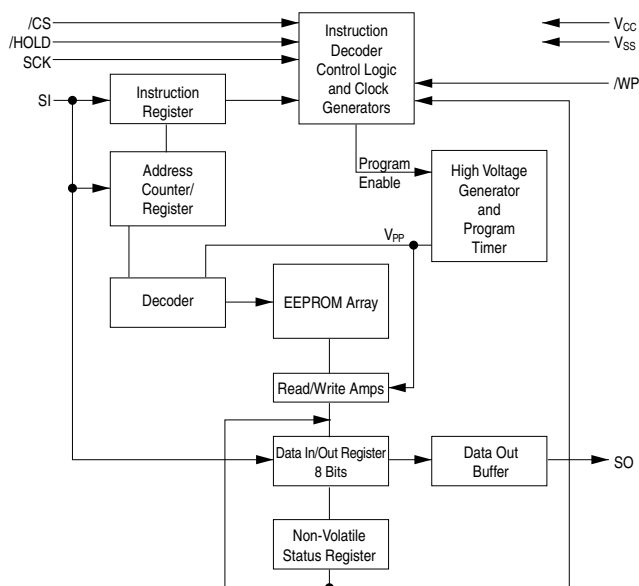 /CS
/HOLD
SCK
Instruction
Decoder
Control Logic
and Clock
Generators
VCC
VSS
/WP
SI
Instruction
Register
Address
Counter/
Register
Program
Enable
High Voltage
Generator
and
Program
Timer
VPP
Decoder
EEPROM Array
Read/Write Amps
Data In/Out Register
8 Bits
Data Out
Buffer
SO
Non-Volatile
Status Register